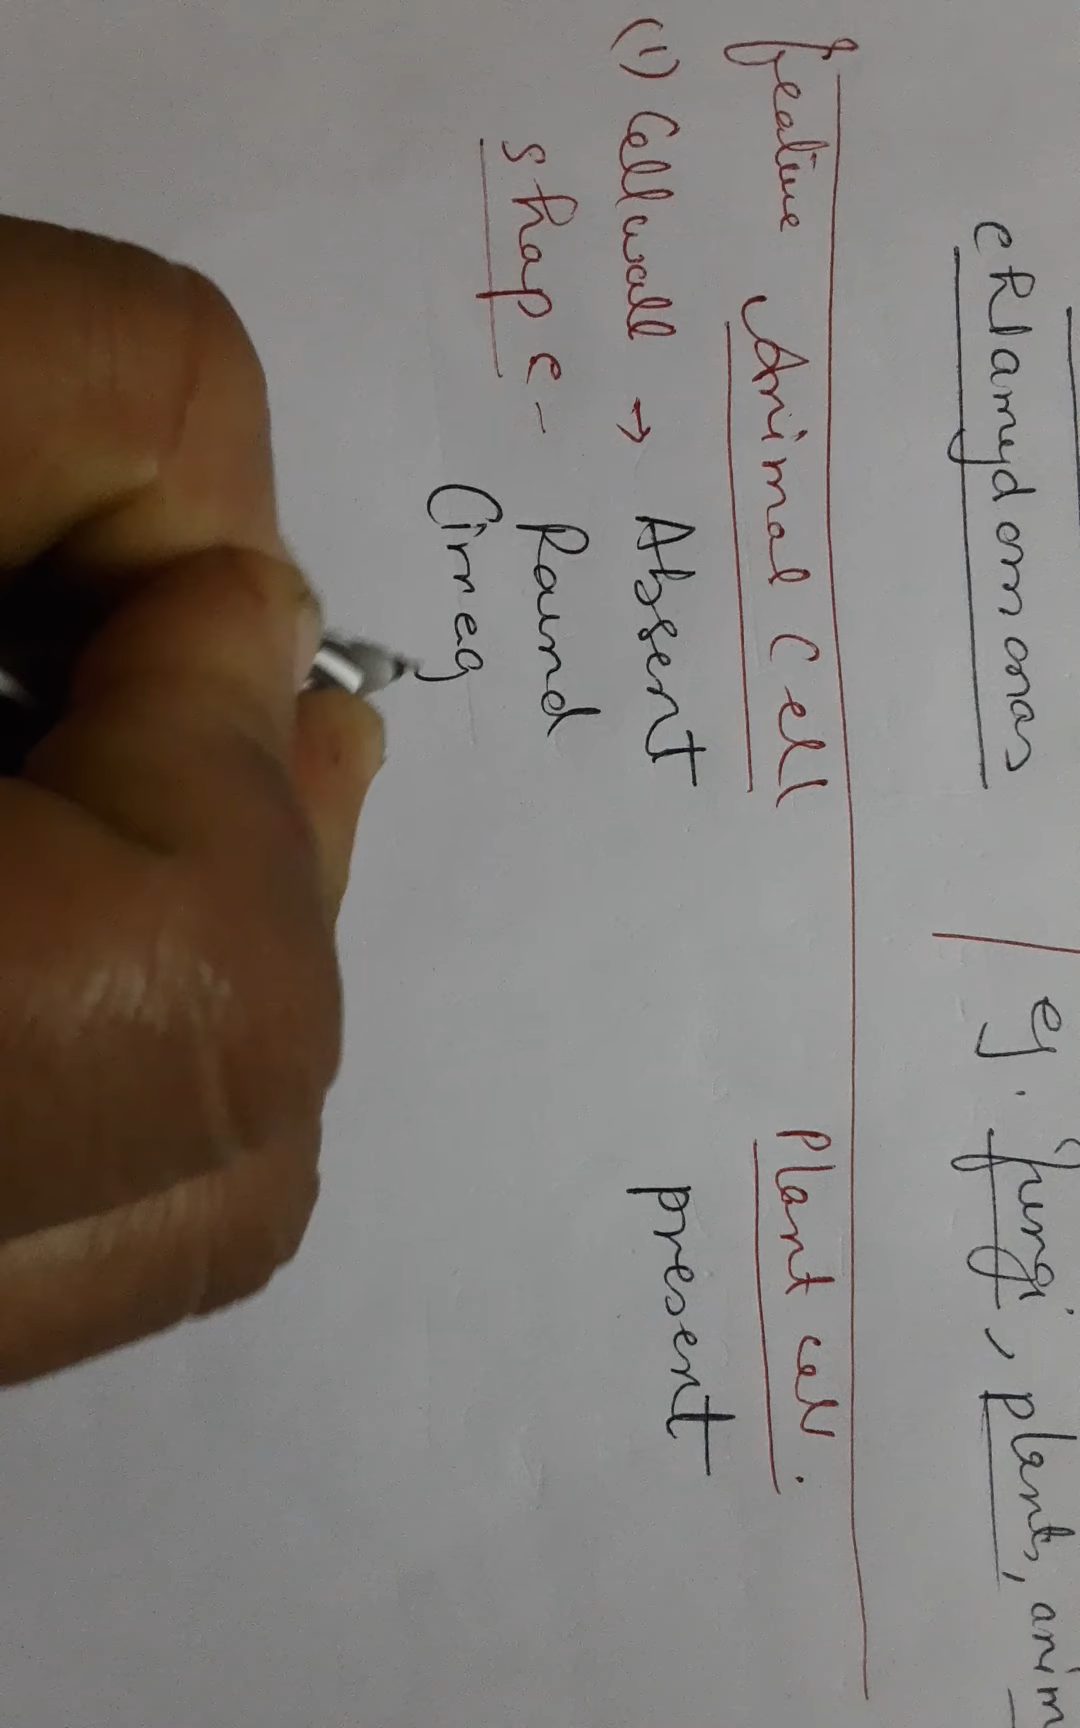 chlamydomonas / eg. fungi, plants, anim
feature Animal Cell Plant cell.
(1) Cellwall → Absent present
shape - Round
(irreg